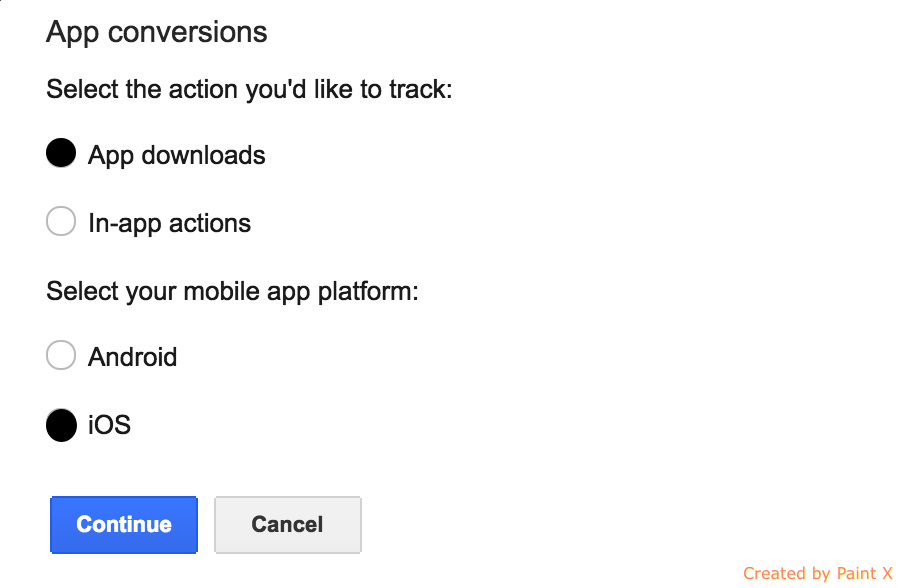 App conversions
Select the action you'd like to track:
App downloads
In-app actions
Select your mobile app platform:
Android
iOS
Continue Cancel
Created by Paint X